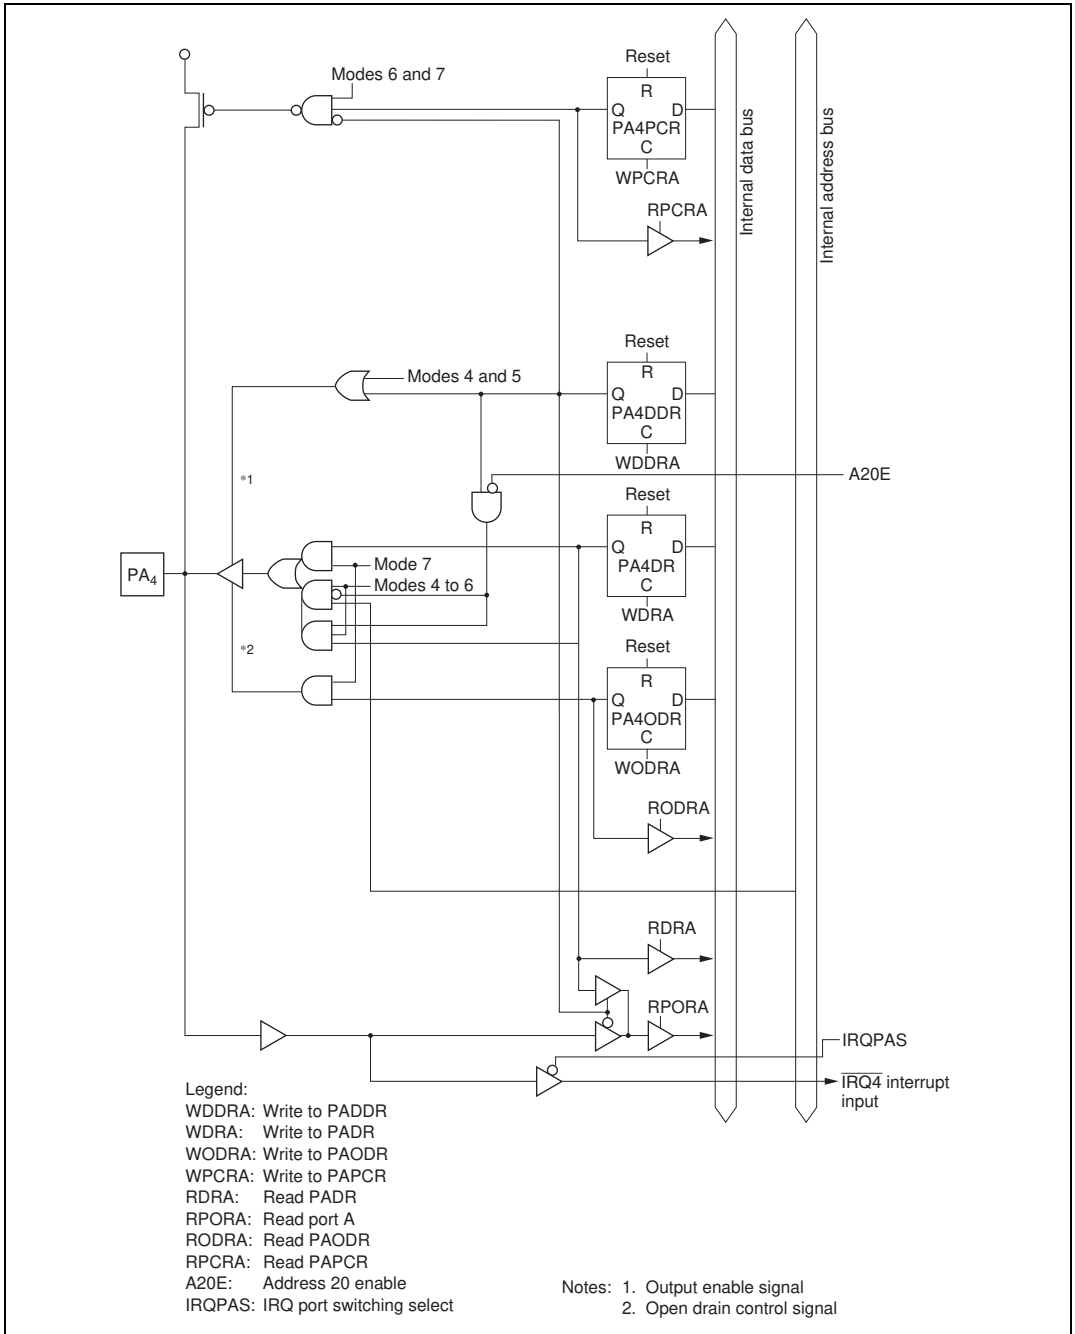 Reset
Modes 6 and 7
R
Q D
PA4PCR
C
WPCRA
Internal data bus
Internal address bus
RPCRA
Reset
R
Modes 4 and 5
Q D
PA4DDR
C
WDDRA
*1
A20E
Reset
R
Q D
PA4DR
C
WDRA
Mode 7
Modes 4 to 6
PA4
*2
Reset
R
Q D
PA4ODR
C
WODRA
RODRA
RDRA
RPORA
IRQPAS
IRQ4 interrupt
input
Legend:
WDDRA: Write to PADDR
WDRA: Write to PADR
WODRA: Write to PAODR
WPCRA: Write to PAPCR
RDRA: Read PADR
RPORA: Read port A
RODRA: Read PAODR
RPCRA: Read PAPCR
A20E: Address 20 enable
IRQPAS: IRQ port switching select
Notes: 1. Output enable signal
2. Open drain control signal